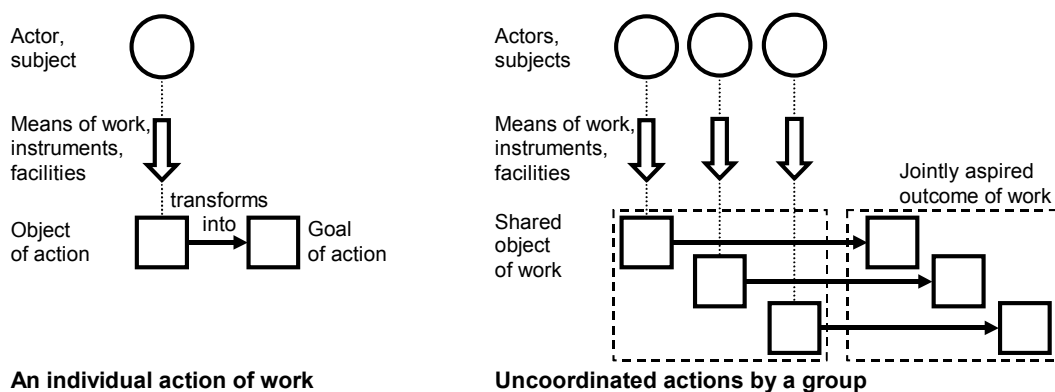 Actor,
subject
Means of work,
instruments,
facilities
transforms
into
Object
of action
Goal
of action
An individual action of work
Actors,
subjects
Means of work,
instruments,
facilities
Jointly aspired
outcome of work
Shared
object
of work
Uncoordinated actions by a group